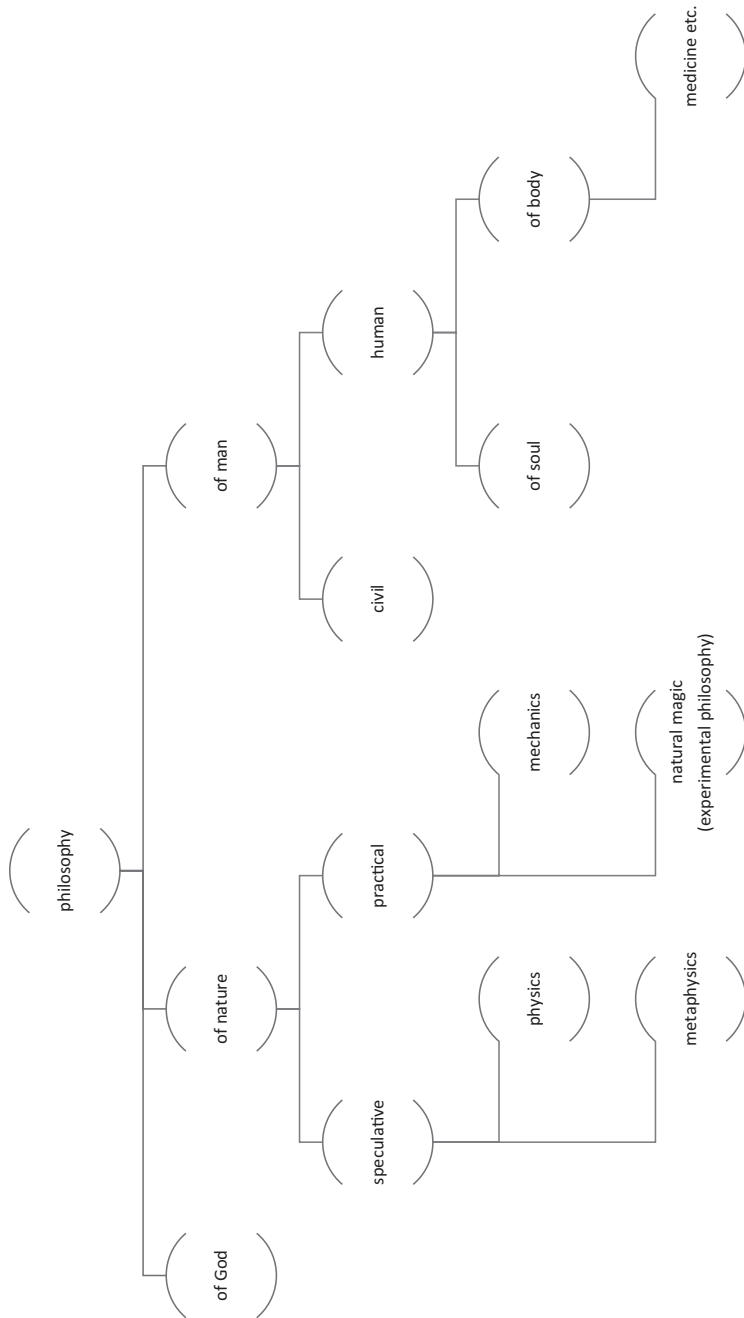 philosophy
of God
of nature
of man
speculative
practical
civil
human
physics
mechanics
of soul
of body
metaphysics
natural magic
(experimental philosophy)
medicine etc.